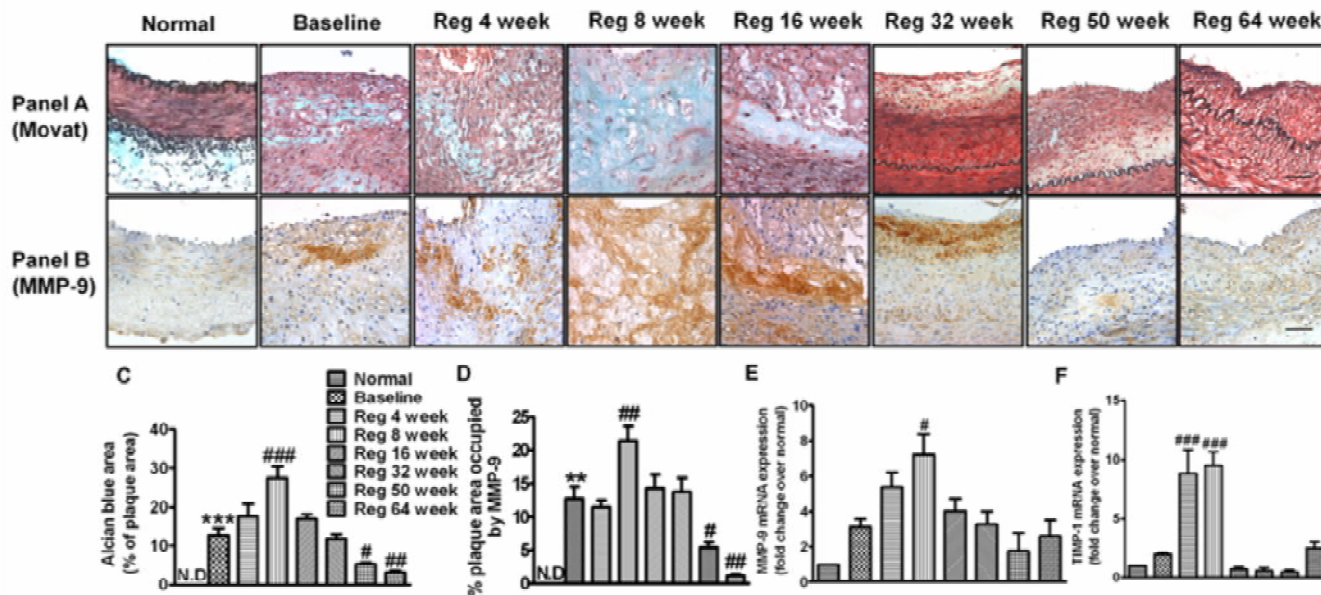 Normal Baseline Reg 4 week Reg 8 week Reg 16 week Reg 32 week Reg 50 week Reg 64 week
Panel A
(Movat)
Panel B
(MMP-9)
C
Alcian blue area
(% of plaque area)
40
30
20
10
0
N.D
***
###
#
##
Normal
Baseline
Reg 4 week
Reg 8 week
Reg 16 week
Reg 32 week
Reg 50 week
Reg 64 week
D
% plaque area occupied
by MMP-9
25
20
15
10
5
0
N.D
**
##
#
##
E
MMP-9 mRNA expression
(fold change over normal)
10
8
6
4
2
0
#
F
TIMP-1 mRNA expression
(fold change over normal)
15
10
5
0
###
###